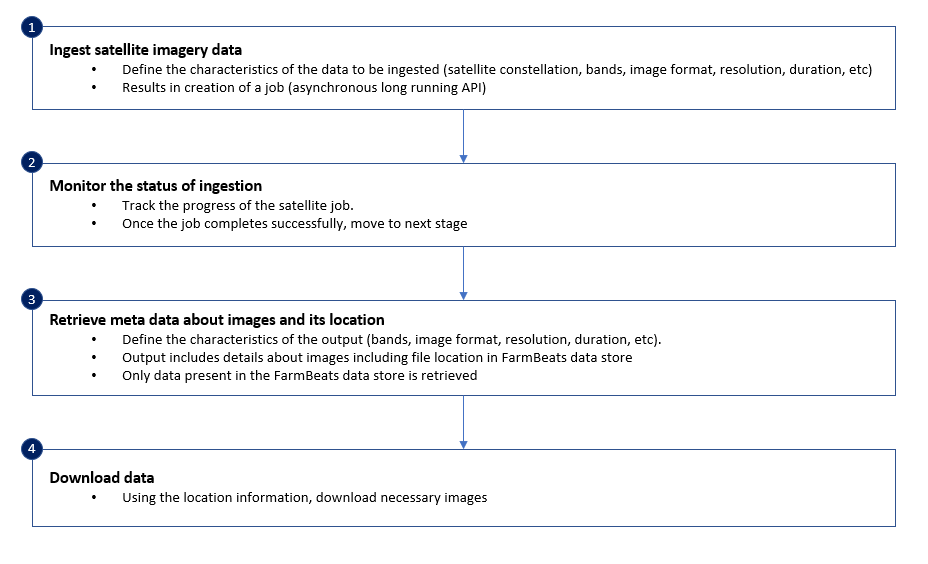 1
Ingest satellite imagery data
• Define the characteristics of the data to be ingested (satellite constellation, bands, image format, resolution, duration, etc)
• Results in creation of a job (asynchronous long running API)
2
Monitor the status of ingestion
• Track the progress of the satellite job.
• Once the job completes successfully, move to next stage
3
Retrieve meta data about images and its location
• Define the characteristics of the output (bands, image format, resolution, duration, etc).
• Output includes details about images including file location in FarmBeats data store
• Only data present in the FarmBeats data store is retrieved
4
Download data
• Using the location information, download necessary images